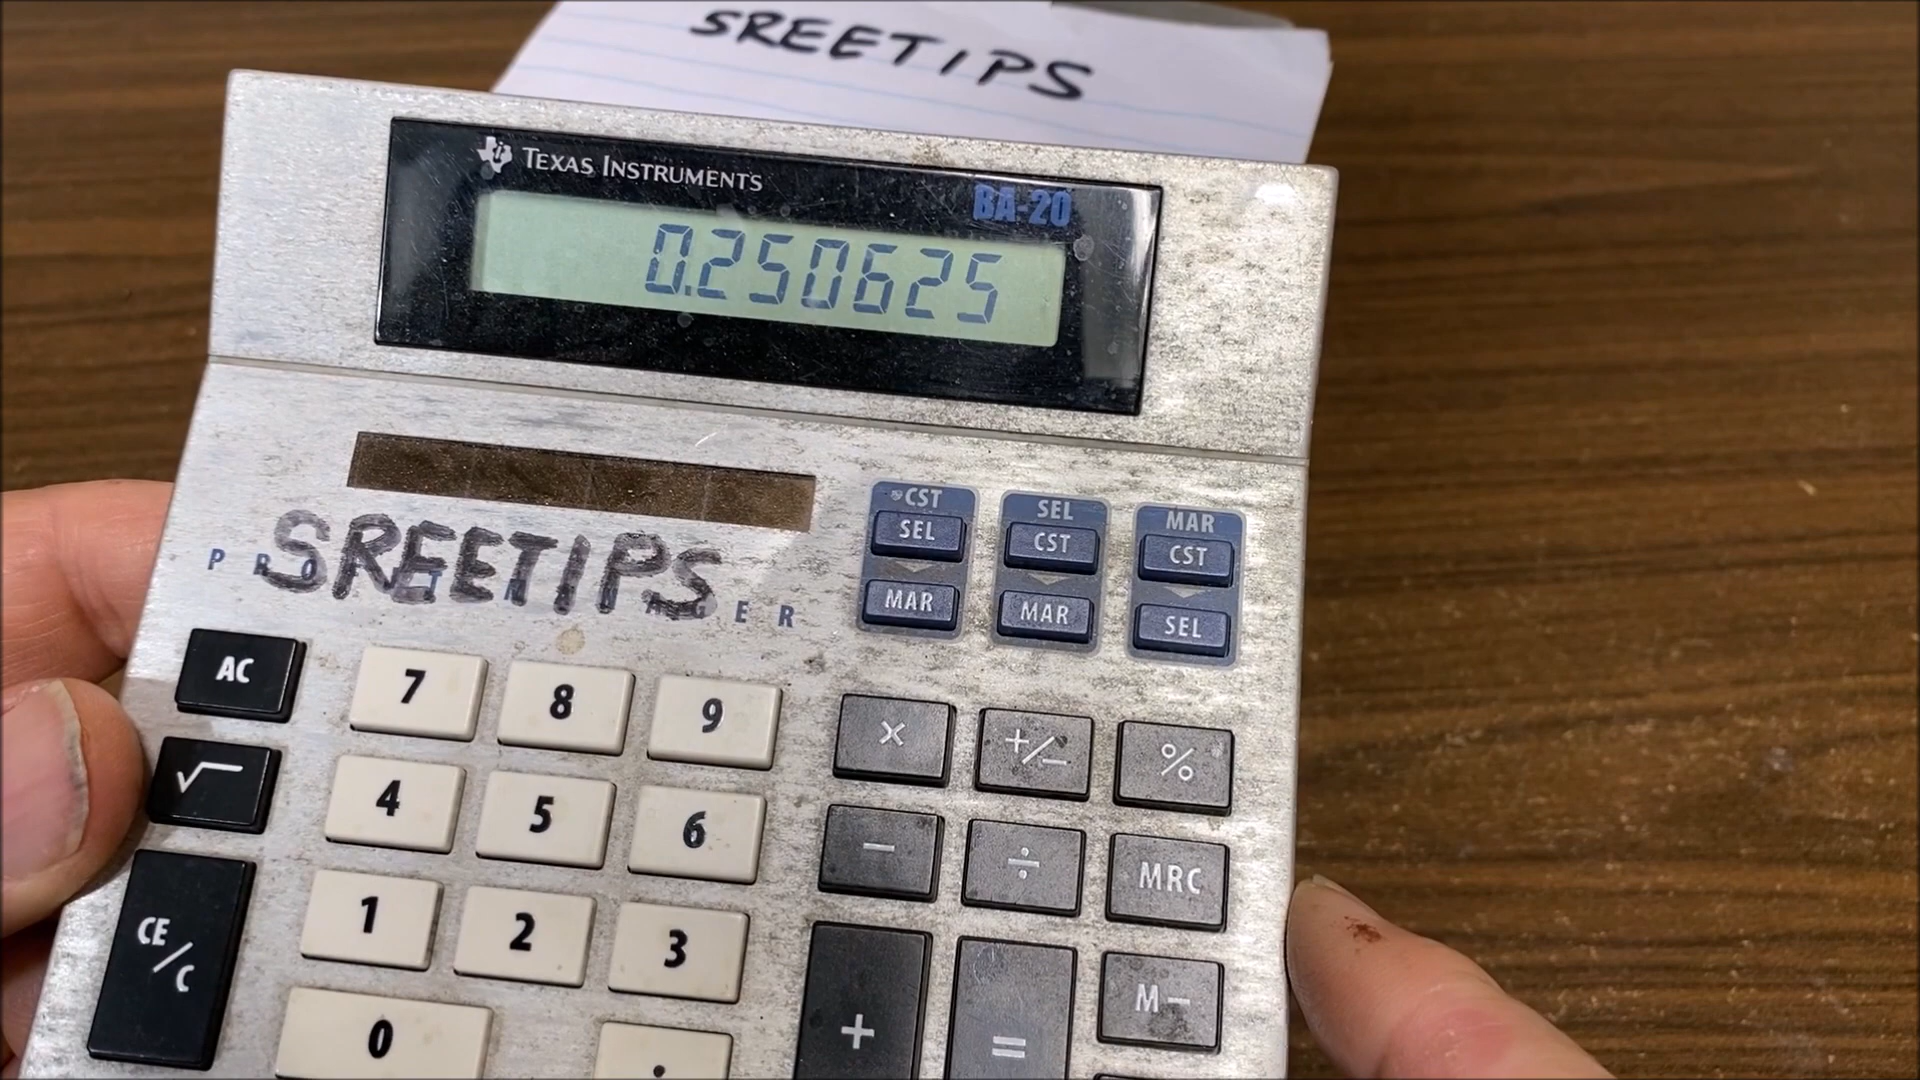 SREETIPS
TEXAS INSTRUMENTS
BA-20
0.250625
CST
SEL
MAR
SEL
CST
MAR
MAR
CST
SEL
SREETIPS
AC
7
8
9
×
+/−
%
√
4
5
6
−
÷
MRC
CE/C
1
2
3
+
=
M−
0
.